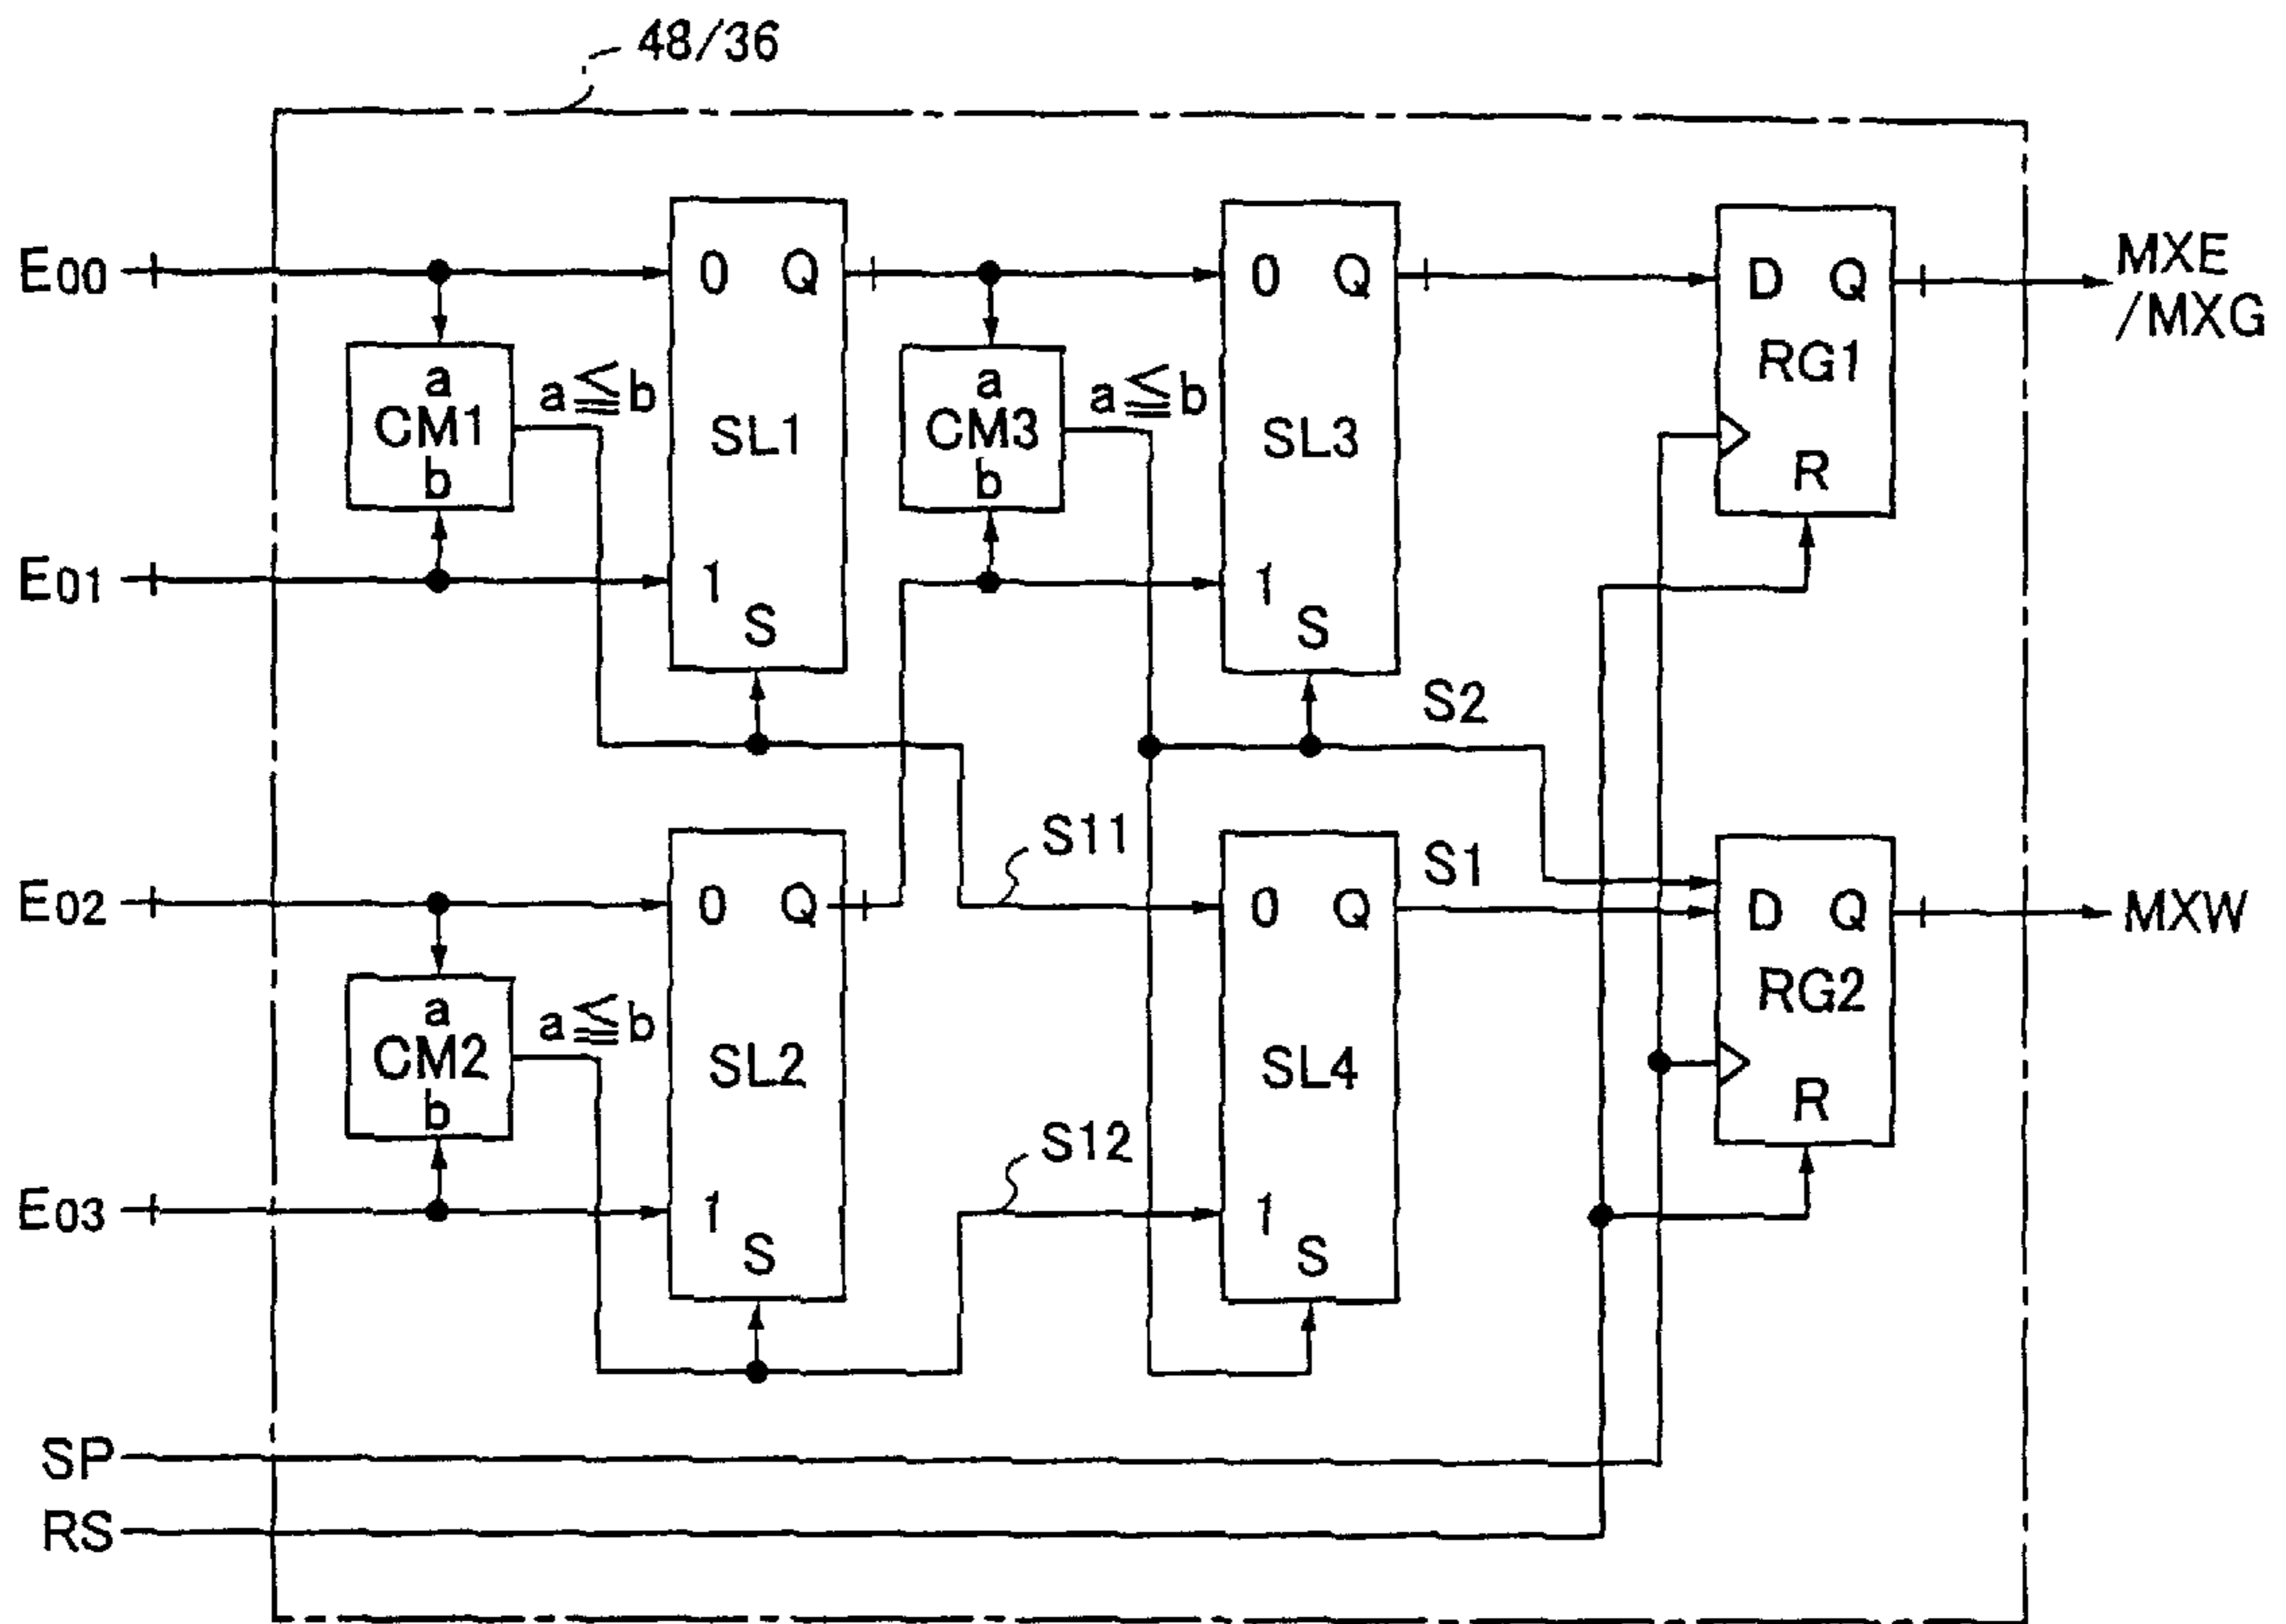 48/36
E00
E01
E02
E03
SP
RS
a
CM1
b
a≦b
0 Q
SL1
1
S
a
CM3
b
a≦b
0 Q
SL3
1
S
D Q
RG1
R
MXE
/MXG
a
CM2
b
a≦b
0 Q
SL2
1
S
S11
S12
0 Q
SL4
1
S
S2
S1
D Q
RG2
R
MXW